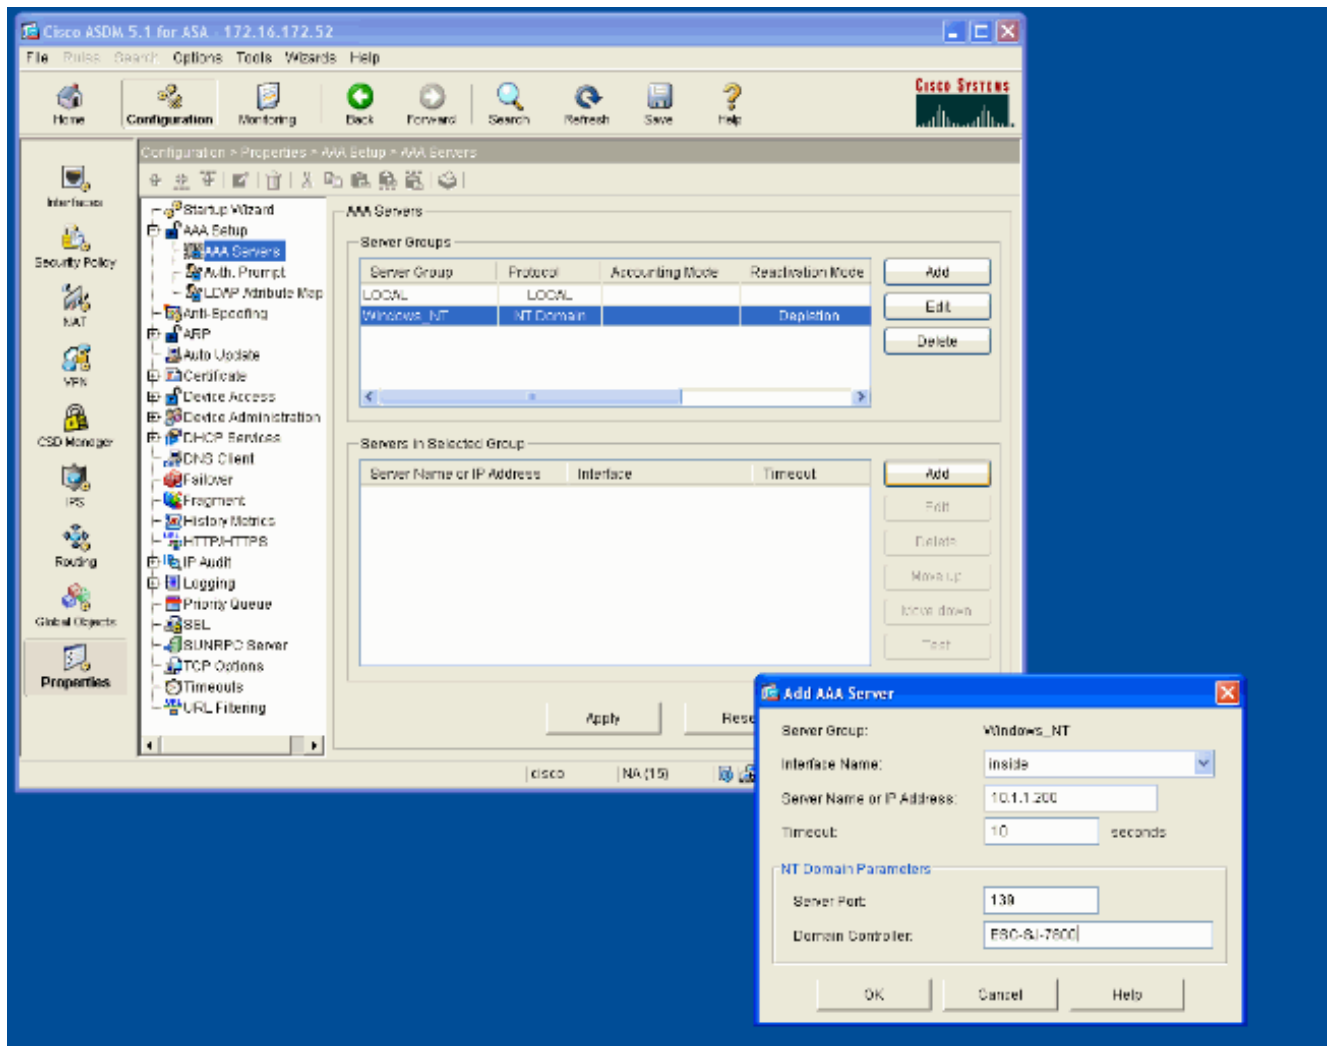 Cisco ASDM 5.1 for ASA - 172.16.172.52
File Rules Search Options Tools Wizards Help
Home Configuration Monitoring Back Forward Search Refresh Save Help
CISCO SYSTEMS
Configuration > Properties > AAA Setup > AAA Servers
Interfaces
Security Policy
NAT
VPN
CSD Manager
IPS
Routing
Global Objects
Properties
Startup Wizard
AAA Setup
AAA Servers
Auth. Prompt
LDAP Attribute Map
Anti-Spoofing
ARP
Auto Update
Certificate
Device Access
Device Administration
DHCP Services
DNS Client
Failover
Fragment
History Metrics
HTTP/HTTPS
IP Audit
Logging
Priority Queue
SSL
SUNRPC Server
TCP Options
Timeouts
URL Filtering
AAA Servers
Server Groups
Server Group Protocol Accounting Mode Reactivation Mode
LOCAL LOCAL
Windows_NT NT Domain Depletion
Add
Edit
Delete
Servers in Selected Group
Server Name or IP Address Interface Timeout
Add
Edit
Delete
Move up
Move down
Test
Apply Rese
cisco NA (15)
Add AAA Server
Server Group: Windows_NT
Interface Name: inside
Server Name or IP Address: 10.1.1.200
Timeout: 10 seconds
NT Domain Parameters
Server Port: 139
Domain Controller: ESC-SJ-7800
OK Cancel Help